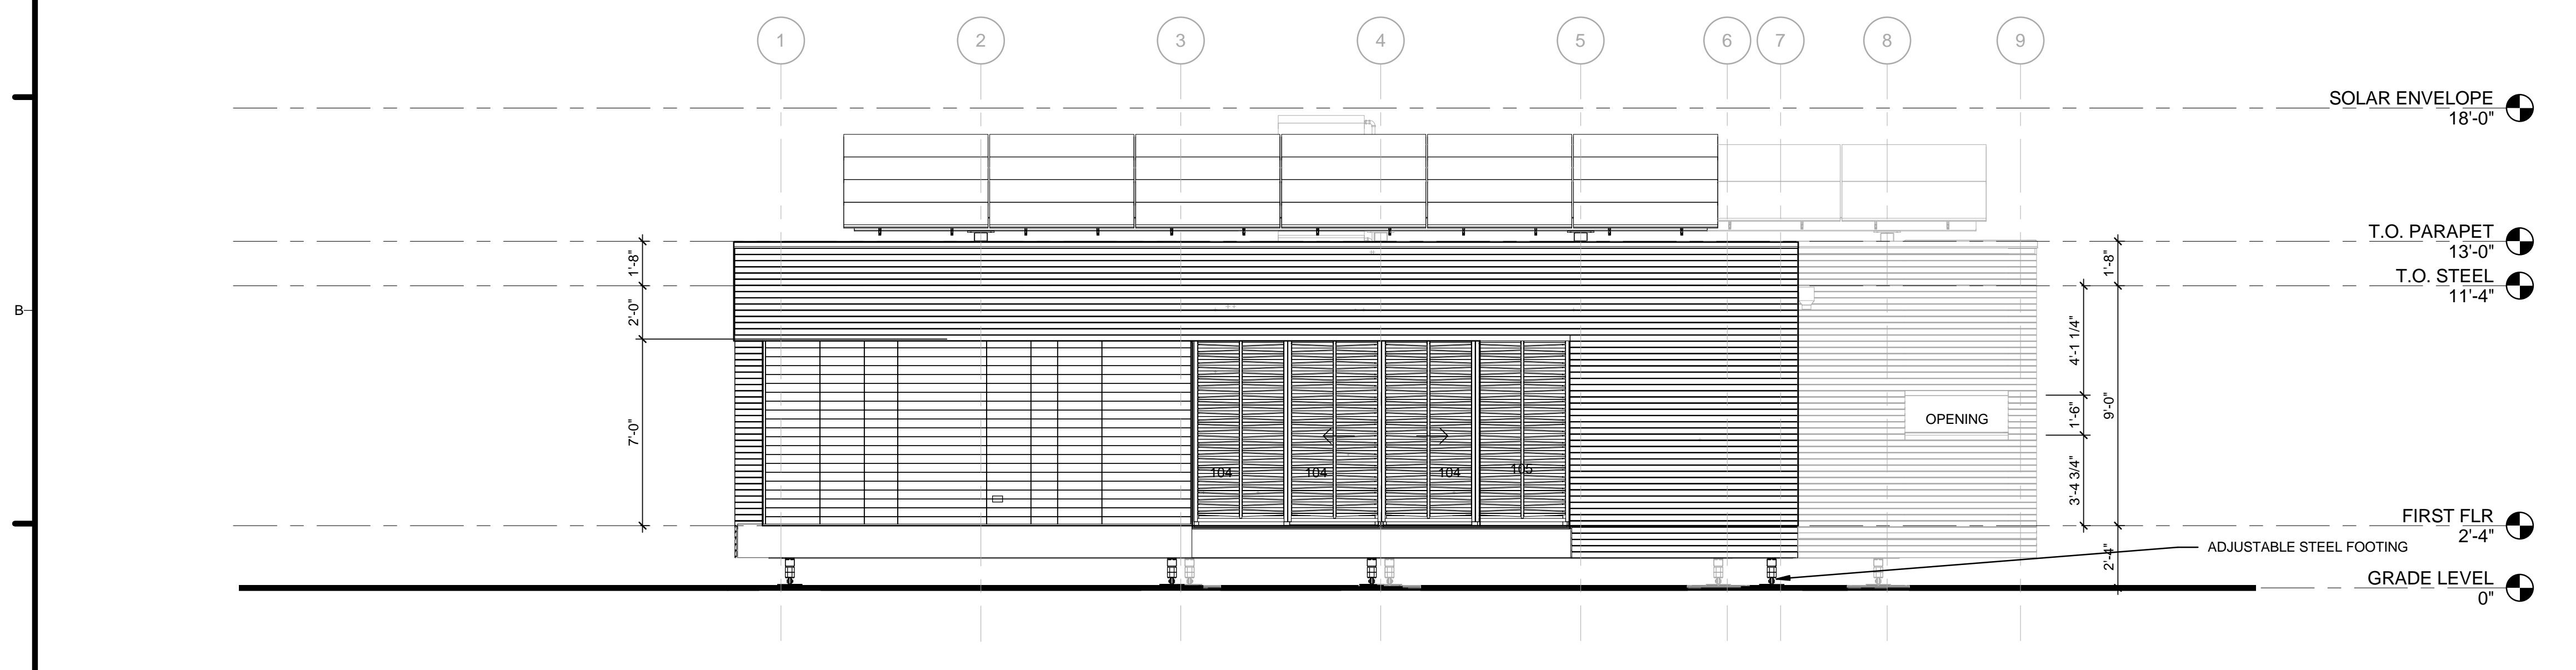 1 2 3 4 5 6 7 8 9
SOLAR ENVELOPE
18'-0"
T.O. PARAPET
13'-0"
T.O. STEEL
11'-4"
B
1'-8"
2'-0"
7'-0"
1'-8"
4'-1 1/4"
1'-6"
9'-0"
3'-4 3/4"
2'-4"
OPENING
104 104 104 105
FIRST FLR
2'-4"
ADJUSTABLE STEEL FOOTING
GRADE LEVEL
0"